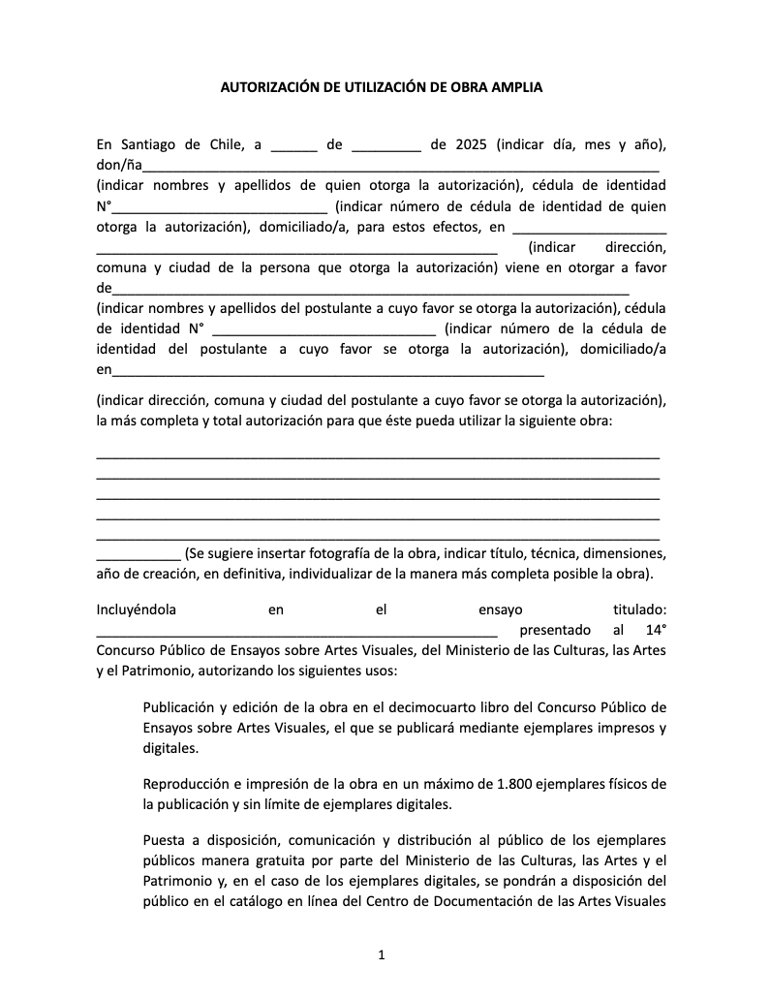 AUTORIZACIÓN DE UTILIZACIÓN DE OBRA AMPLIA
En Santiago de Chile, a ______ de _________ de 2025 (indicar día, mes y año),
don/ña____________________________________________________________________
(indicar nombres y apellidos de quien otorga la autorización), cédula de identidad
N°____________________________ (indicar número de cédula de identidad de quien
otorga la autorización), domiciliado/a, para estos efectos, en ____________________
____________________________________________________ (indicar dirección,
comuna y ciudad de la persona que otorga la autorización) viene en otorgar a favor
de___________________________________________________________________
(indicar nombres y apellidos del postulante a cuyo favor se otorga la autorización), cédula
de identidad N° _____________________________ (indicar número de la cédula de
identidad del postulante a cuyo favor se otorga la autorización), domiciliado/a
en________________________________________________________
(indicar dirección, comuna y ciudad del postulante a cuyo favor se otorga la autorización),
la más completa y total autorización para que éste pueda utilizar la siguiente obra:
_________________________________________________________________________
_________________________________________________________________________
_________________________________________________________________________
_________________________________________________________________________
_________________________________________________________________________
___________ (Se sugiere insertar fotografía de la obra, indicar título, técnica, dimensiones,
año de creación, en definitiva, individualizar de la manera más completa posible la obra).
Incluyéndola en el ensayo titulado:
____________________________________________________ presentado al 14°
Concurso Público de Ensayos sobre Artes Visuales, del Ministerio de las Culturas, las Artes
y el Patrimonio, autorizando los siguientes usos:
Publicación y edición de la obra en el decimocuarto libro del Concurso Público de
Ensayos sobre Artes Visuales, el que se publicará mediante ejemplares impresos y
digitales.
Reproducción e impresión de la obra en un máximo de 1.800 ejemplares físicos de
la publicación y sin límite de ejemplares digitales.
Puesta a disposición, comunicación y distribución al público de los ejemplares
públicos manera gratuita por parte del Ministerio de las Culturas, las Artes y el
Patrimonio y, en el caso de los ejemplares digitales, se pondrán a disposición del
público en el catálogo en línea del Centro de Documentación de las Artes Visuales
1